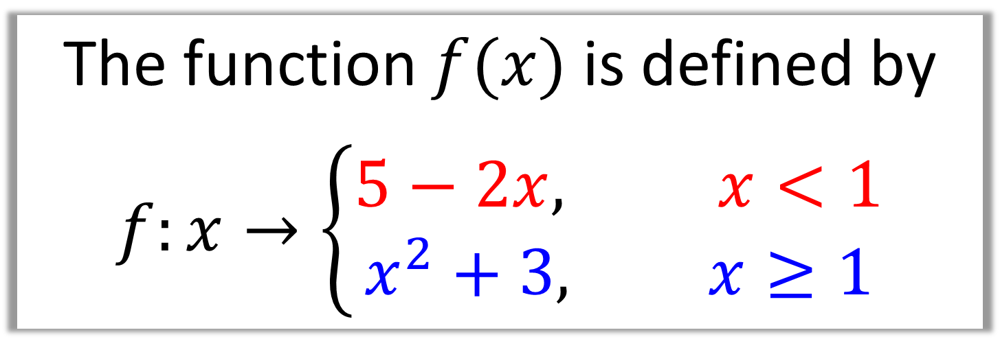 The function f(x) is defined by
f: x → { 5 − 2x, x < 1
x² + 3, x ≥ 1